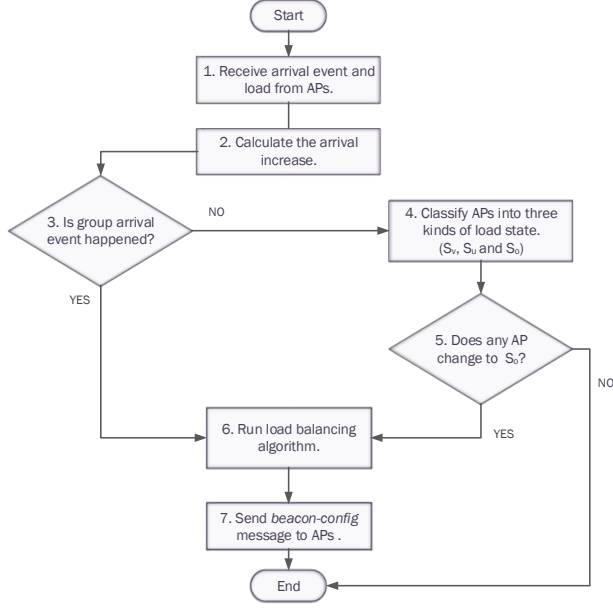 Start
1. Receive arrival event and
load from APs.
2. Calculate the arrival
increase.
3. Is group arrival
event happened?
NO
4. Classify APs into three
kinds of load state.
(Sᵥ, Sᵤ and Sₒ)
YES
5. Does any AP
change to Sₒ?
NO
YES
6. Run load balancing
algorithm.
7. Send beacon-config
message to APs .
End